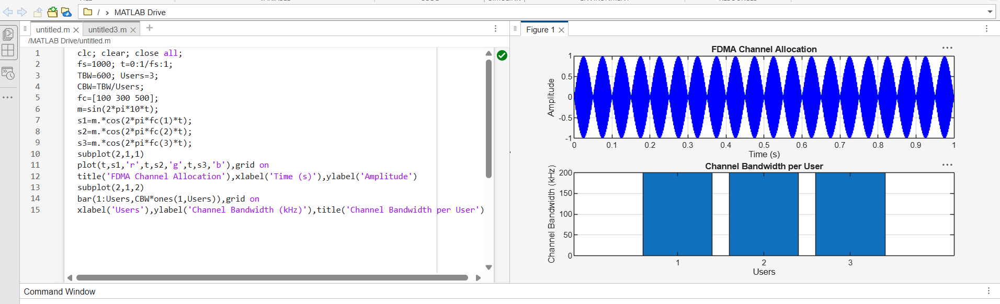 / > MATLAB Drive
untitled.m
untitled3.m
/MATLAB Drive/untitled.m
1 clc; clear; close all;
2 fs=1000; t=0:1/fs:1;
3 TBW=600; Users=3;
4 CBW=TBW/Users;
5 fc=[100 300 500];
6 m=sin(2*pi*10*t);
7 s1=m.*cos(2*pi*fc(1)*t);
8 s2=m.*cos(2*pi*fc(2)*t);
9 s3=m.*cos(2*pi*fc(3)*t);
10 subplot(2,1,1)
11 plot(t,s1,'r',t,s2,'g',t,s3,'b'),grid on
12 title('FDMA Channel Allocation'),xlabel('Time (s)'),ylabel('Amplitude')
13 subplot(2,1,2)
14 bar(1:Users,CBW*ones(1,Users)),grid on
15 xlabel('Users'),ylabel('Channel Bandwidth (kHz)'),title('Channel Bandwidth per User')
Figure 1
FDMA Channel Allocation
Amplitude
1
0.5
0
-0.5
-1
0 0.1 0.2 0.3 0.4 0.5 0.6 0.7 0.8 0.9 1
Time (s)
Channel Bandwidth per User
Channel Bandwidth (kHz)
200
150
100
50
0
1 2 3
Users
Command Window